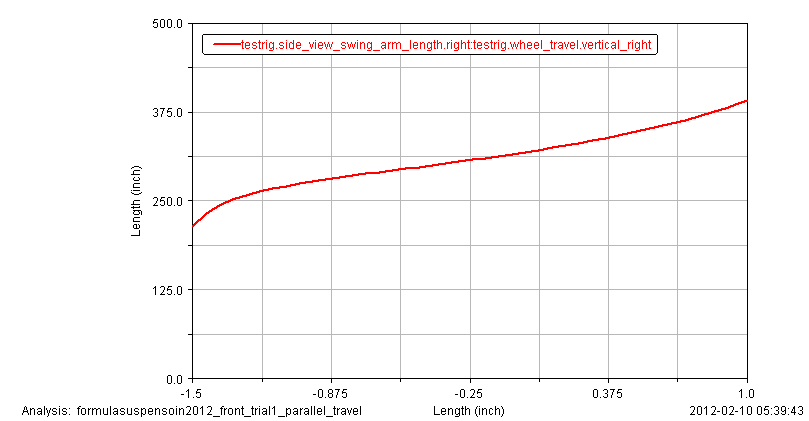 500.0
testrig.side_view_swing_arm_length.right:testrig.wheel_travel.vertical_right
375.0
Length (inch)
250.0
125.0
0.0
-1.5 -0.875 -0.25 0.375 1.0
Analysis: formulasuspensoin2012_front_trial1_parallel_travel Length (inch) 2012-02-10 05:39:43